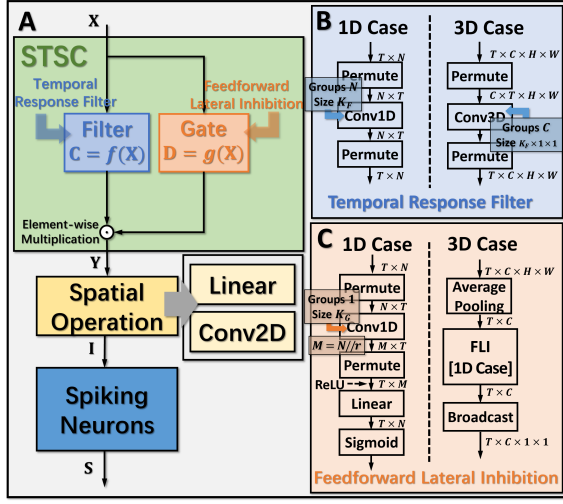 A
X
STSC
Temporal
Response Filter
Feedforward
Lateral Inhibition
Filter
C = f(X)
Gate
D = g(X)
Element-wise
Multiplication
Y
Spatial
Operation
Linear
Conv2D
I
Spiking
Neurons
S
B
1D Case
3D Case
T × N
T × C × H × W
Permute
Permute
Groups N
Size K_F
N × T
C × T × H × W
Conv1D
Conv3D
Groups C
Size K_F × 1 × 1
N × T
Permute
Permute
T × N
T × C × H × W
Temporal Response Filter
C
1D Case
3D Case
T × N
T × C × H × W
Permute
Average
Pooling
Groups 1
Size K_G
N × T
T × C
Conv1D
FLI
[1D Case]
M = N//r
M × T
Permute
ReLU
T × M
T × C
Linear
Broadcast
T × N
T × C × 1 × 1
Sigmoid
Feedforward Lateral Inhibition